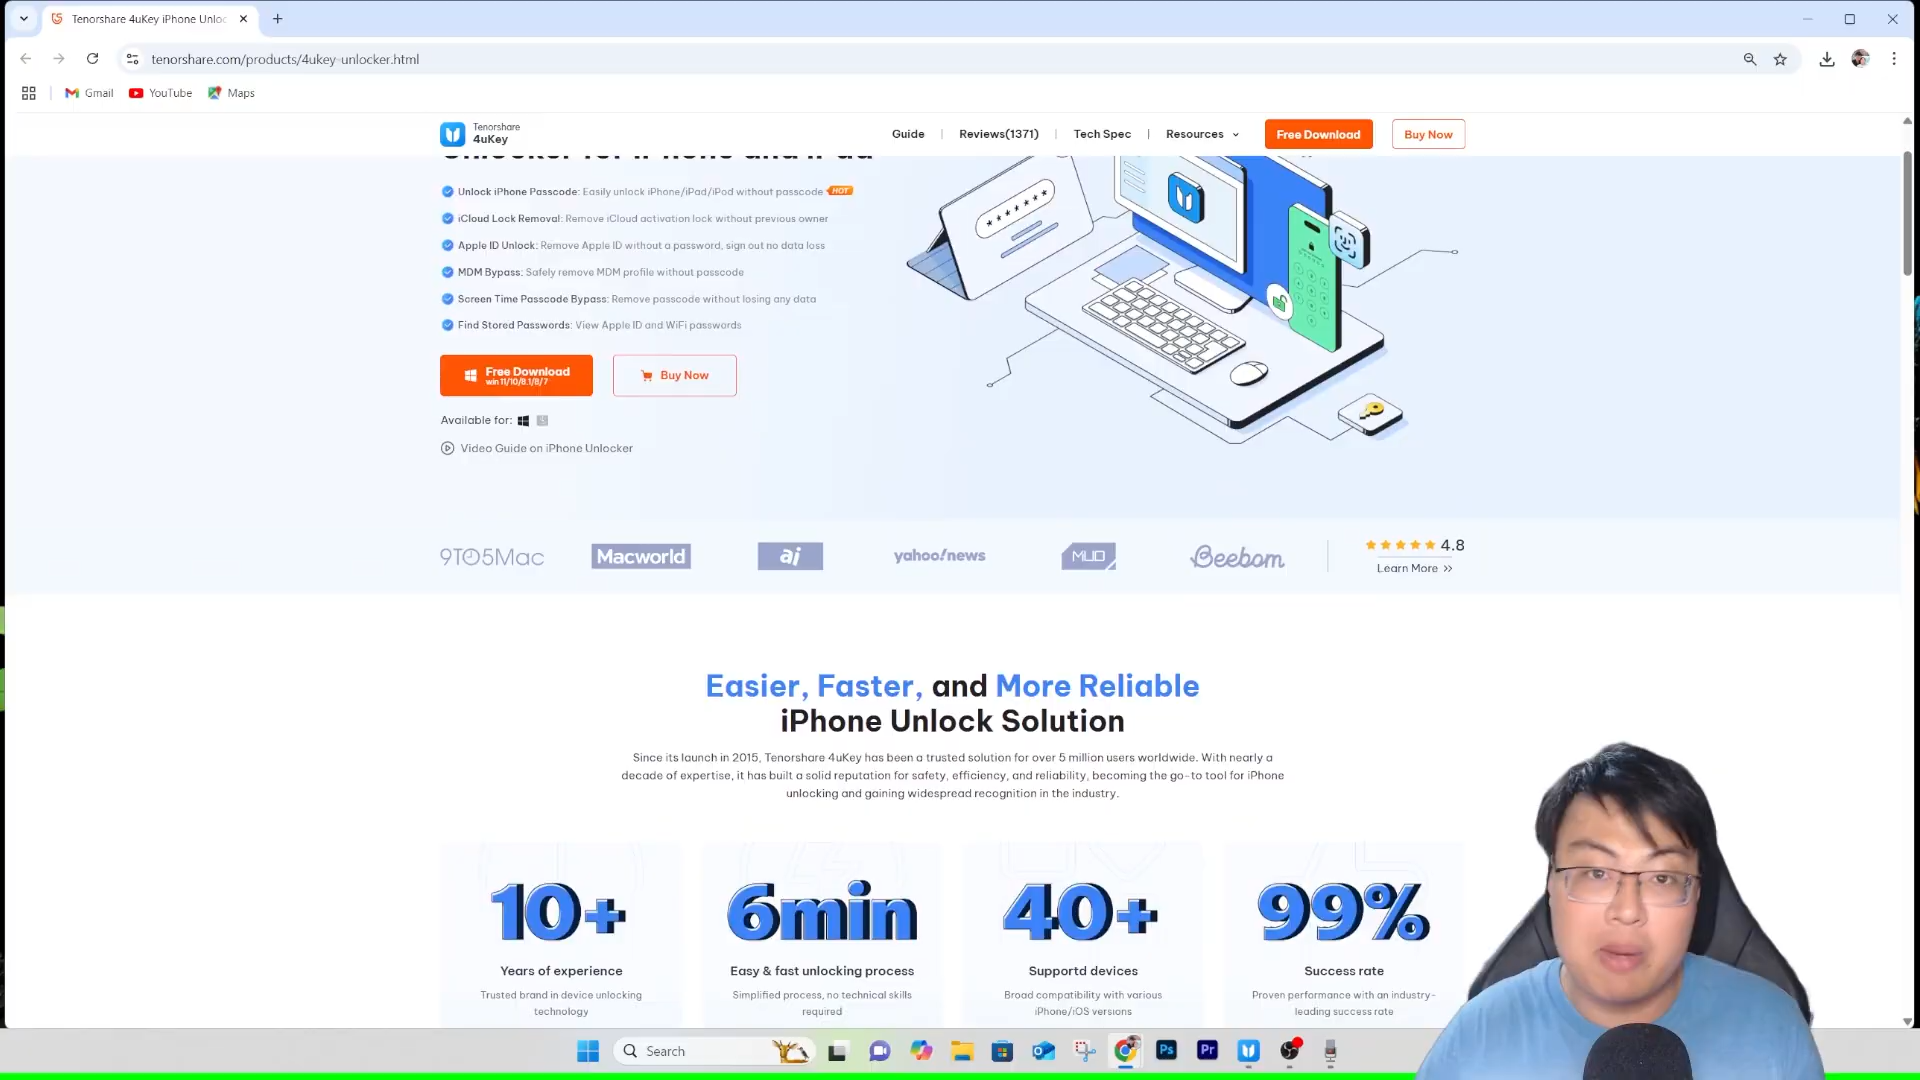 Tenorshare 4uKey iPhone Unloc
tenorshare.com/products/4ukey-unlocker.html
Gmail
YouTube
Maps
Tenorshare
4uKey
Guide
Reviews(1371)
Tech Spec
Resources
Free Download
Buy Now
Unlocker for iPhone and iPad
Unlock iPhone Passcode: Easily unlock iPhone/iPad/iPod without passcode HOT
iCloud Lock Removal: Remove iCloud activation lock without previous owner
Apple ID Unlock: Remove Apple ID without a password, sign out no data loss
MDM Bypass: Safely remove MDM profile without passcode
Screen Time Passcode Bypass: Remove passcode without losing any data
Find Stored Passwords: View Apple ID and WiFi passwords
Free Download
win 11/10/8.1/8/7
Buy Now
Available for:
Video Guide on iPhone Unlocker
9TO5Mac
Macworld
ai
yahoo!news
MUO
Beebom
4.8
Learn More >>
Easier, Faster, and More Reliable
iPhone Unlock Solution
Since its launch in 2015, Tenorshare 4uKey has been a trusted solution for over 5 million users worldwide. With nearly a
decade of expertise, it has built a solid reputation for safety, efficiency, and reliability, becoming the go-to tool for iPhone
unlocking and gaining widespread recognition in the industry.
10+
Years of experience
Trusted brand in device unlocking
technology
6min
Easy & fast unlocking process
Simplified process, no technical skills
required
40+
Supportd devices
Broad compatibility with various
iPhone/iOS versions
99%
Success rate
Proven performance with an industry-
leading success rate
Search
Ps
Pr